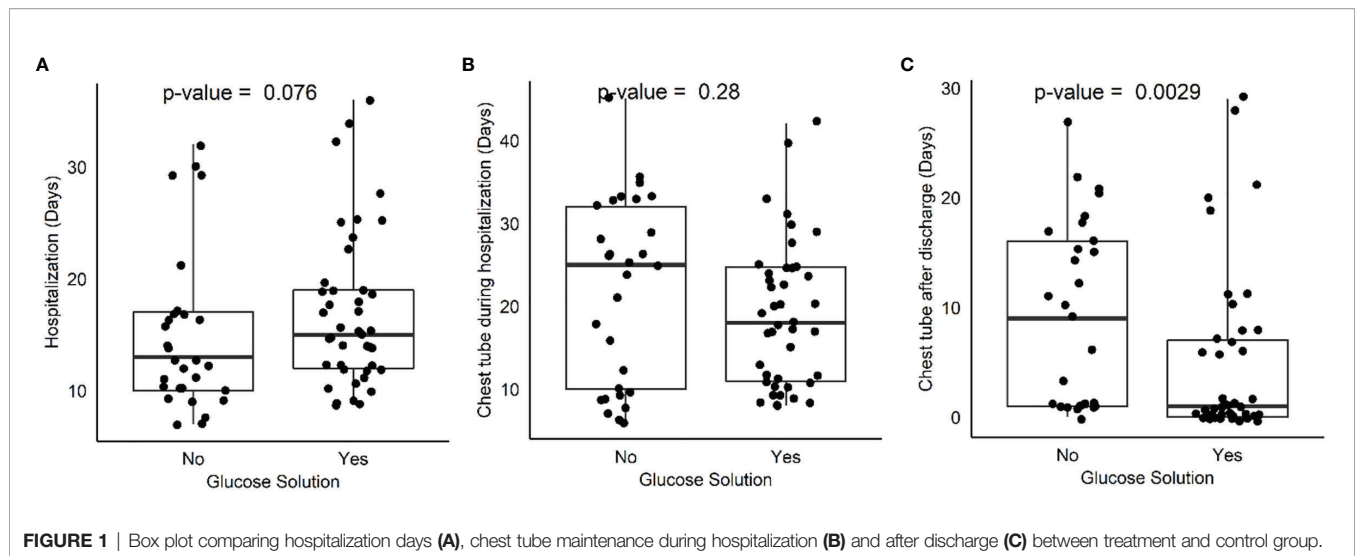 A
p-value = 0.076
Hospitalization (Days)
30
20
10
No Yes
Glucose Solution
B
p-value = 0.28
Chest tube during hospitalization (Days)
40
30
20
10
No Yes
Glucose Solution
C
p-value = 0.0029
Chest tube after discharge (Days)
30
20
10
0
No Yes
Glucose Solution
FIGURE 1 | Box plot comparing hospitalization days (A), chest tube maintenance during hospitalization (B) and after discharge (C) between treatment and control group.